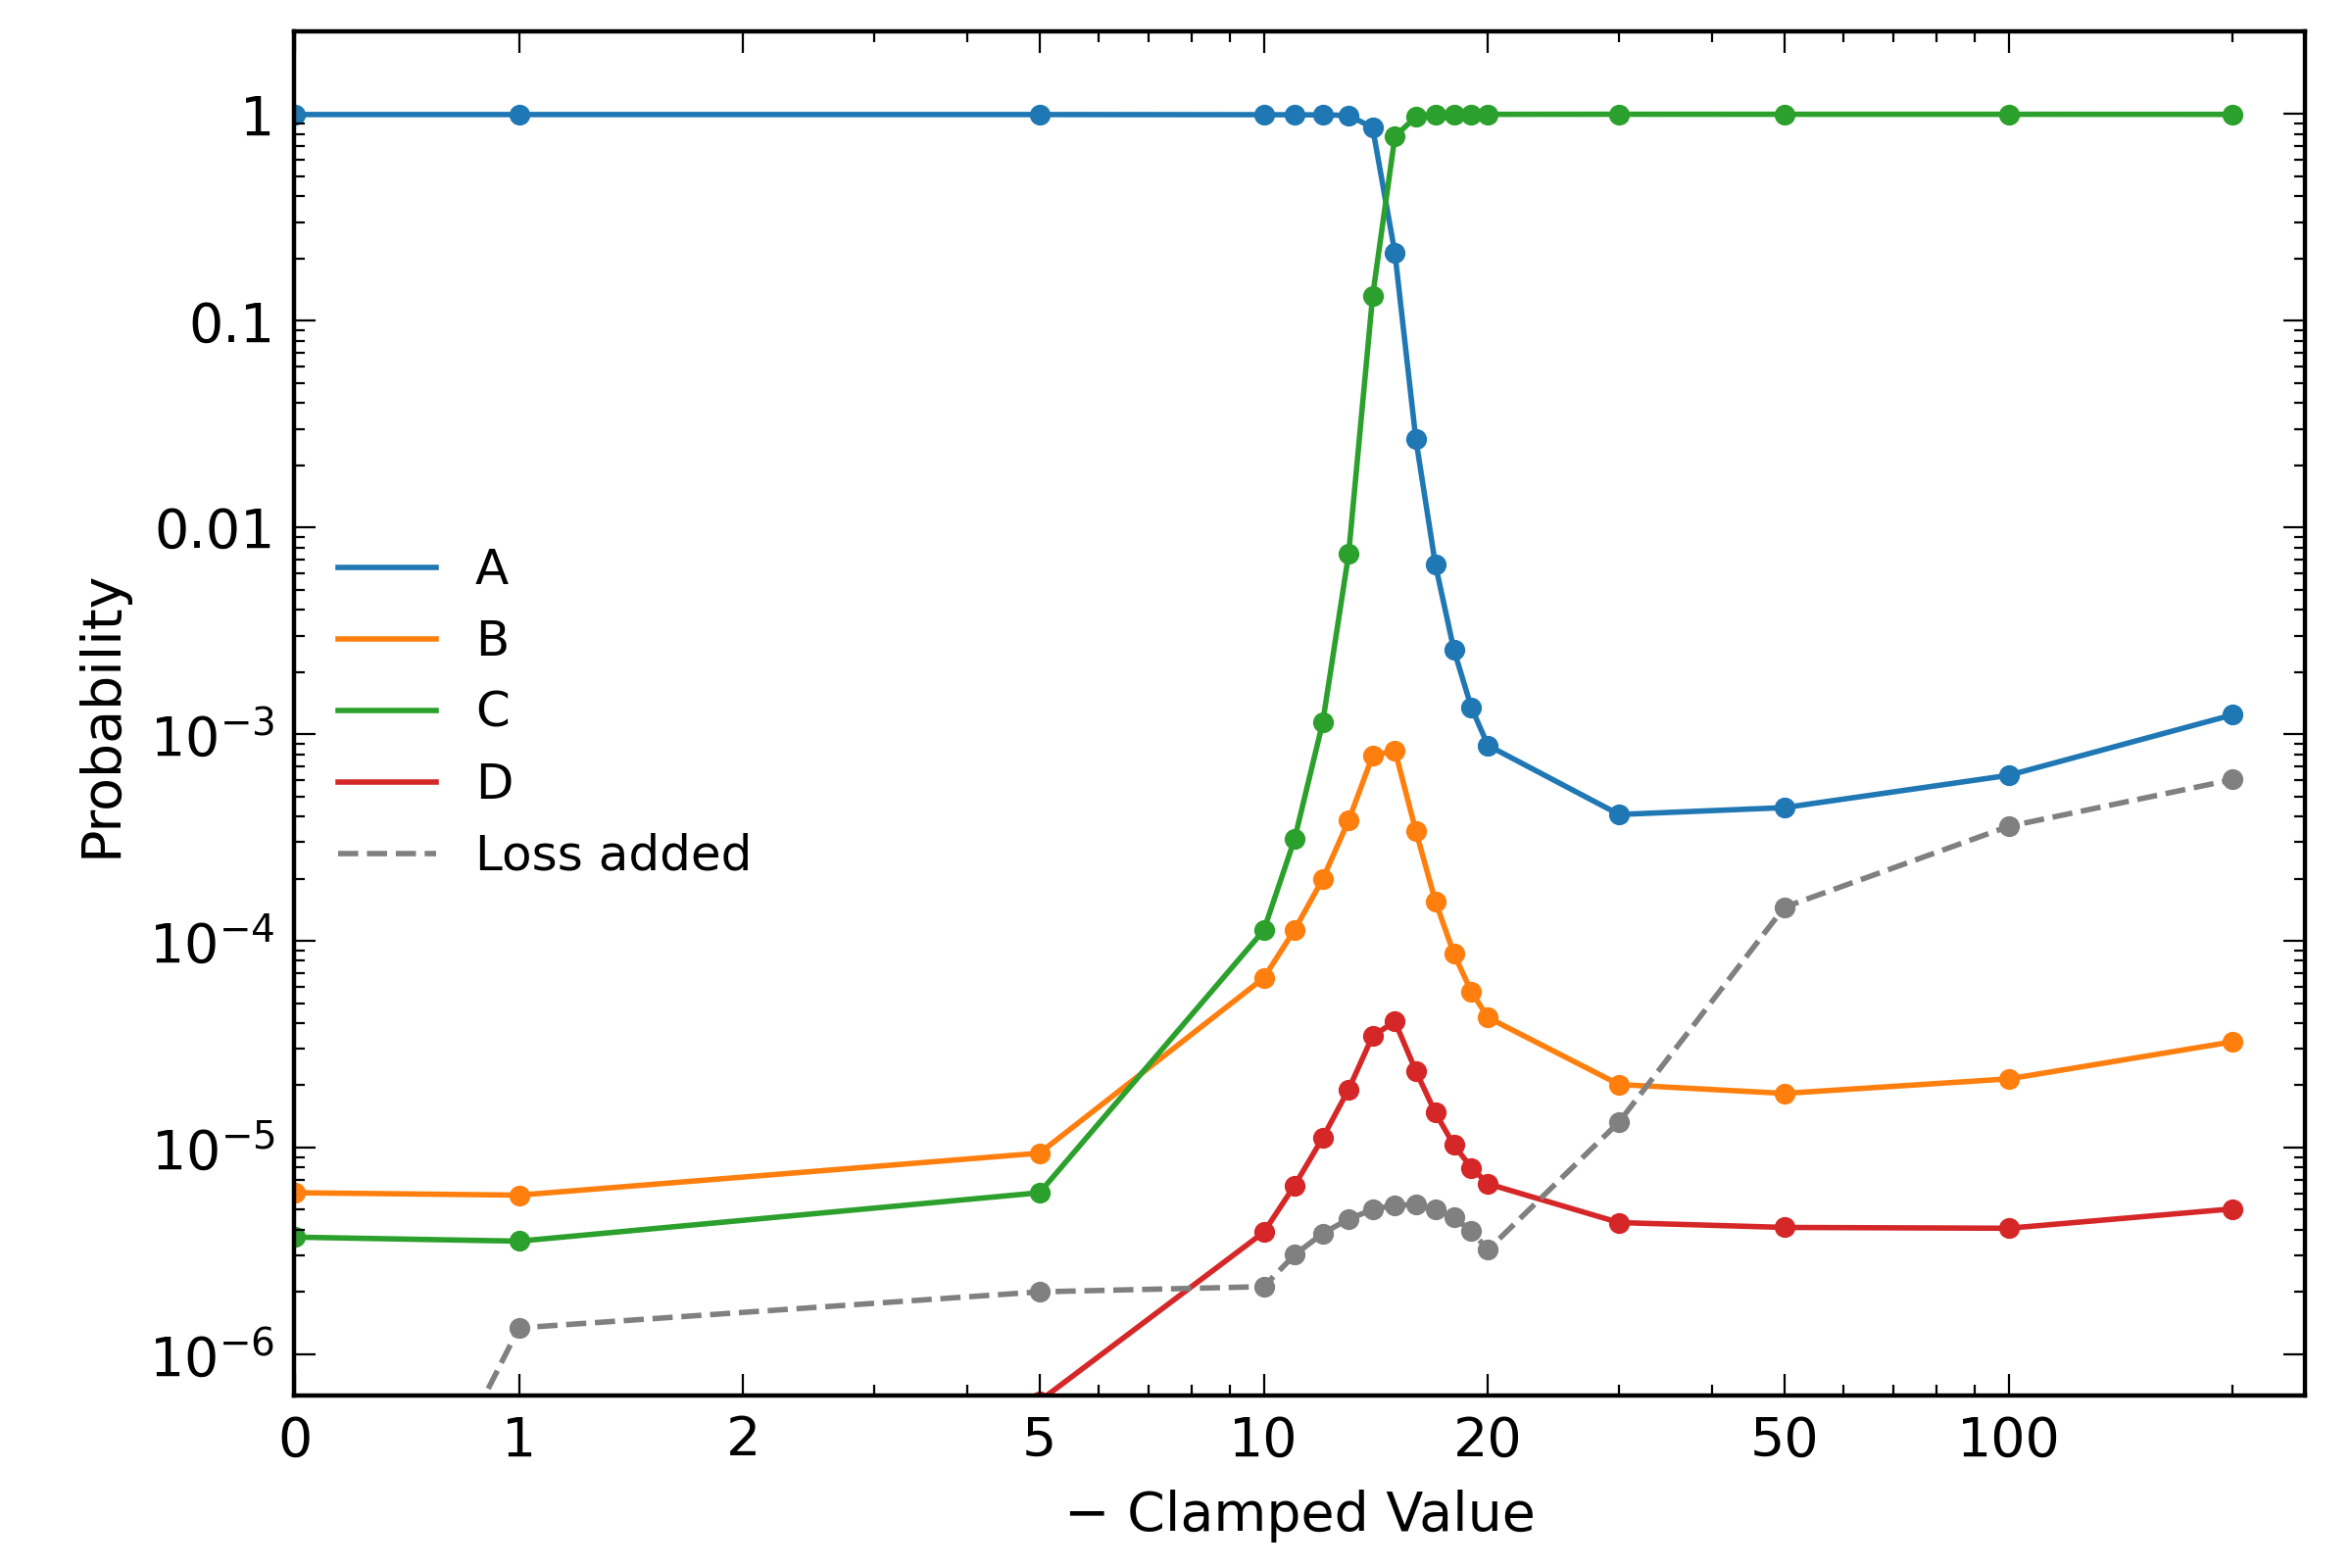 1
0.1
0.01
10⁻³
10⁻⁴
10⁻⁵
10⁻⁶
Probability
A
B
C
D
Loss added
0 1 2 5 10 20 50 100
− Clamped Value